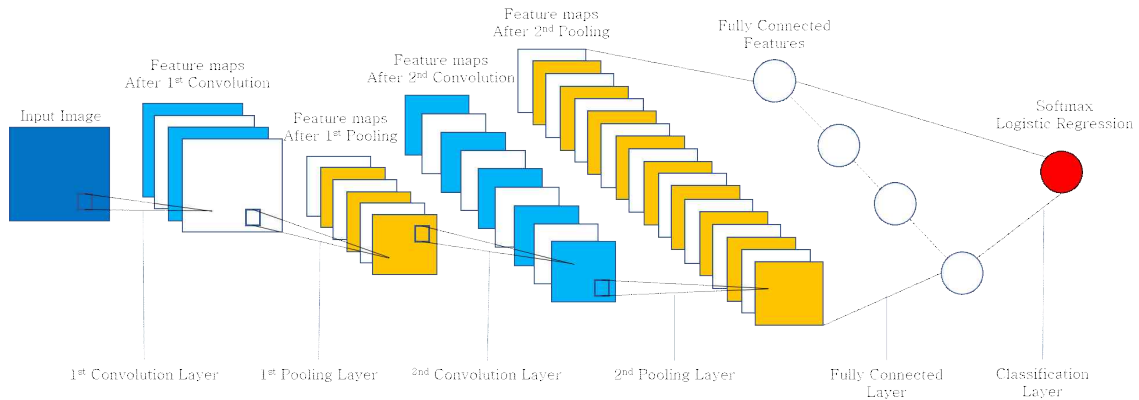 Feature maps
After 2nd Pooling
Fully Connected
Features
Feature maps
After 1st Convolution
Feature maps
After 2nd Convolution
Softmax
Logistic Regression
Input Image
Feature maps
After 1st Pooling
1st Convolution Layer
1st Pooling Layer
2nd Convolution Layer
2nd Pooling Layer
Fully Connected
Layer
Classification
Layer